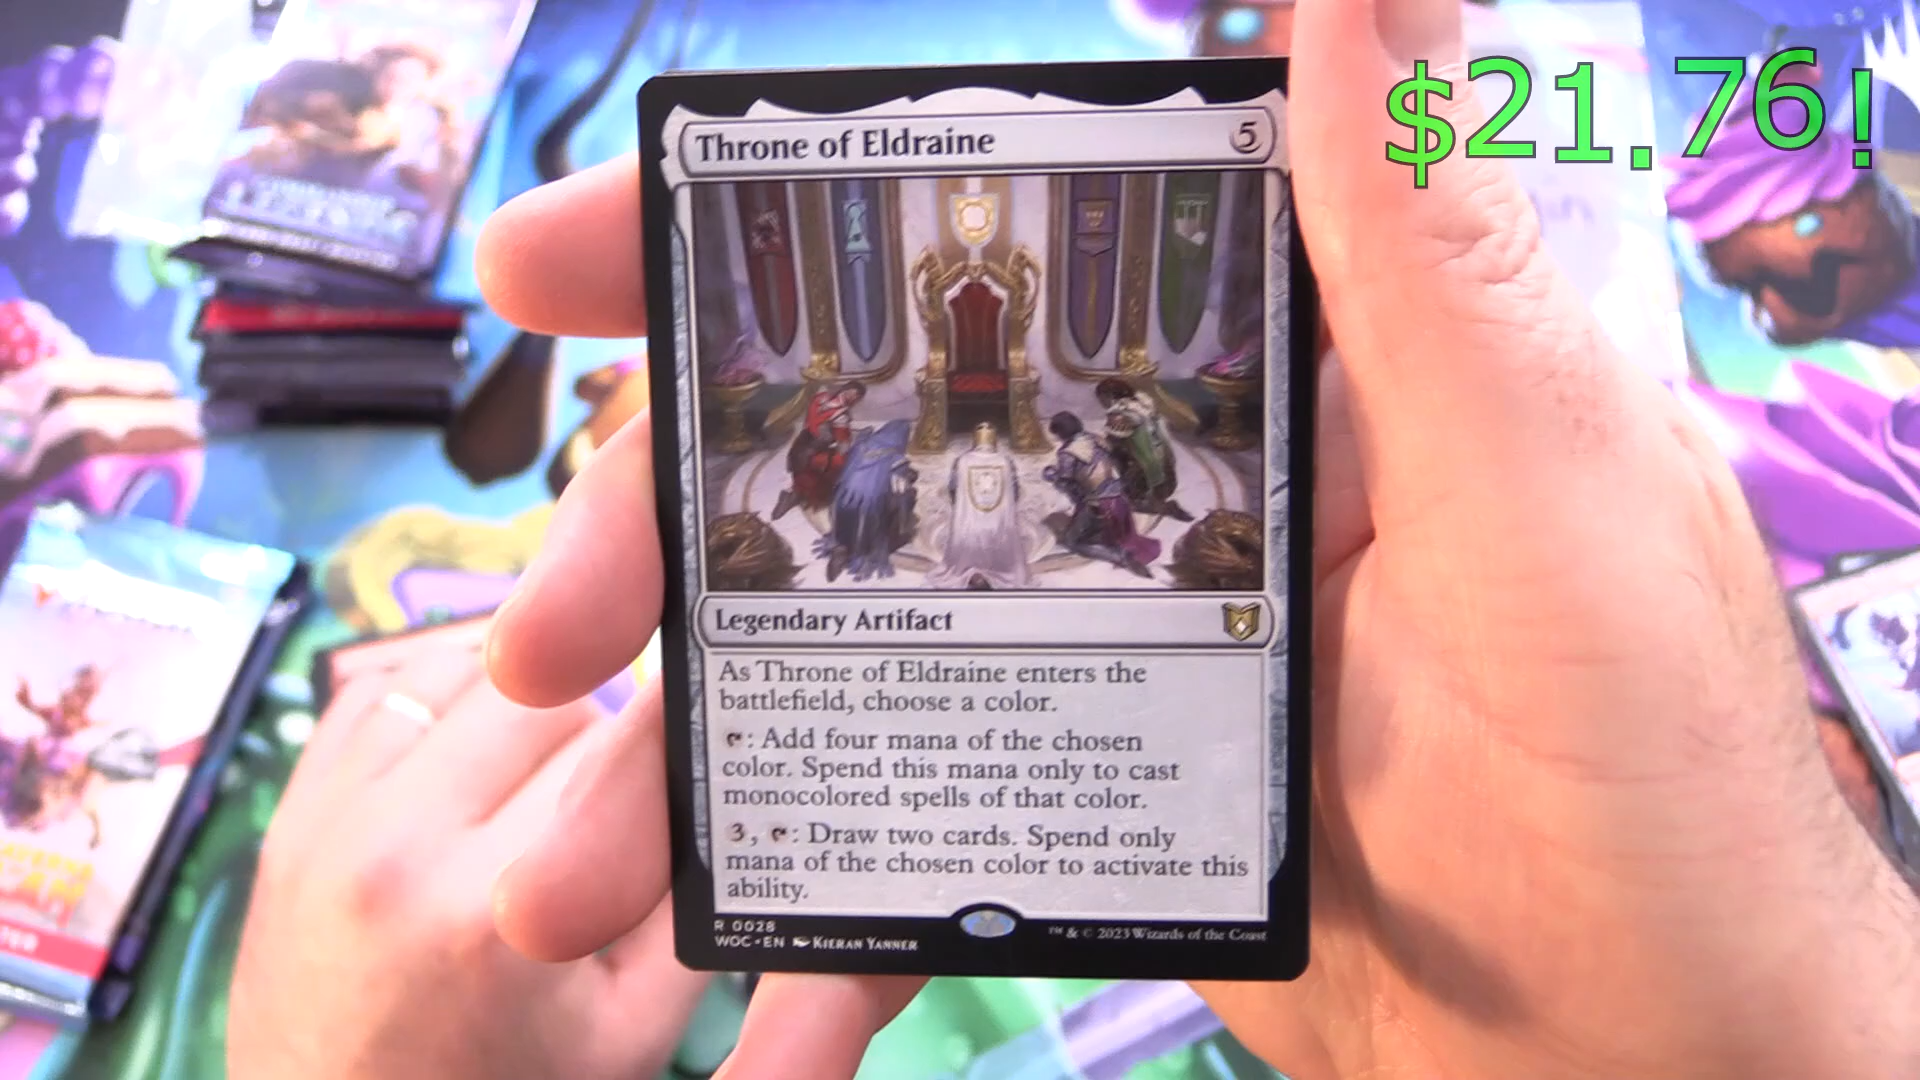 $21.76!
Throne of Eldraine 5
Legendary Artifact
As Throne of Eldraine enters the
battlefield, choose a color.
: Add four mana of the chosen
color. Spend this mana only to cast
monocolored spells of that color.
3, : Draw two cards. Spend only
mana of the chosen color to activate this
ability.
R 0028
WOC • EN KIERAN YANNER
™ & © 2023 Wizards of the Coast
LEGENDS